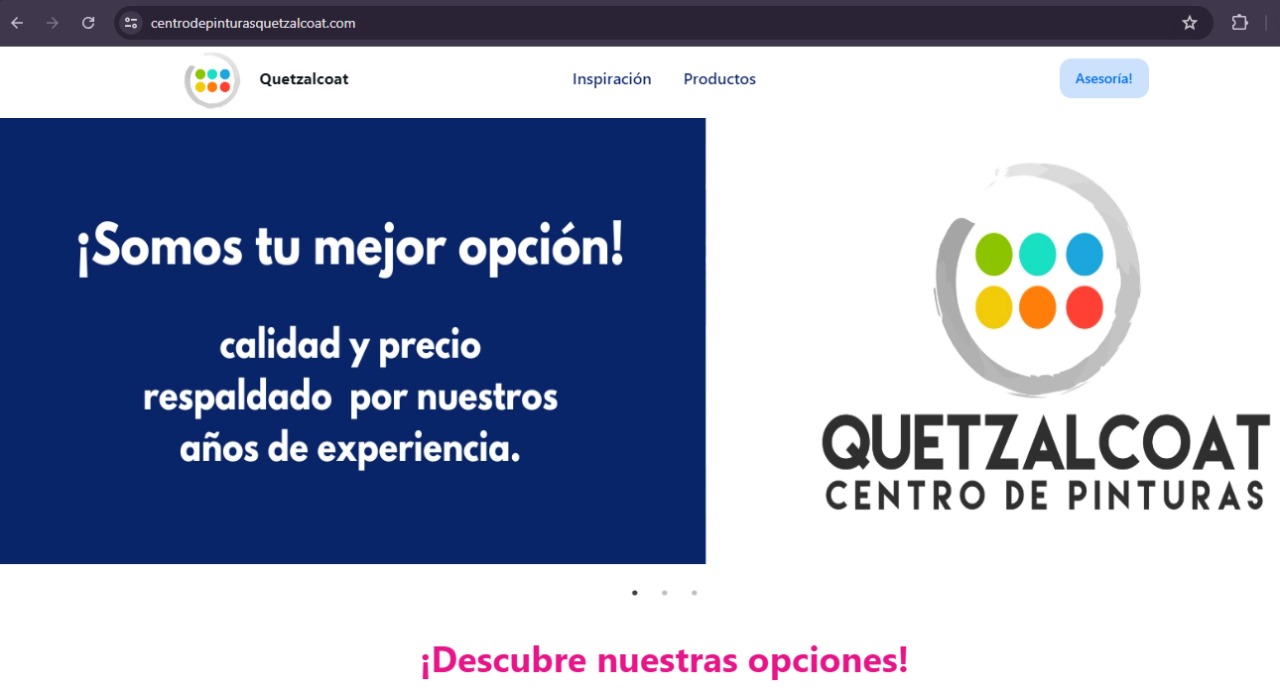 centrodepinturasquetzalcoat.com
Quetzalcoat
Inspiración
Productos
Asesoría!
¡Somos tu mejor opción!
calidad y precio
respaldado por nuestros
años de experiencia.
QUETZALCOAT
CENTRO DE PINTURAS
¡Descubre nuestras opciones!